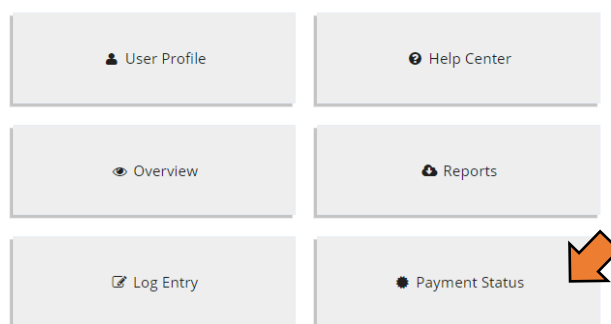 User Profile
Help Center
Overview
Reports
Log Entry
Payment Status